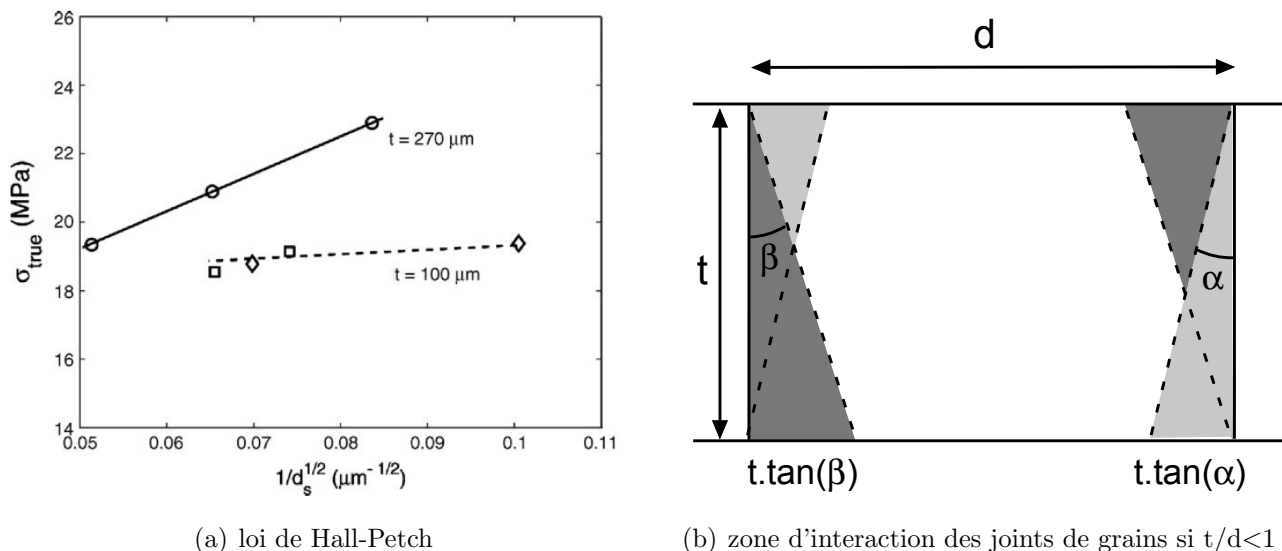 26
24
22
20
18
16
14
σtrue (MPa)
t = 270 μm
t = 100 μm
0.05 0.06 0.07 0.08 0.09 0.1 0.11
1/ds^1/2 (μm^-1/2)
(a) loi de Hall-Petch
d
t
β
α
t.tan(β) t.tan(α)
(b) zone d'interaction des joints de grains si t/d<1